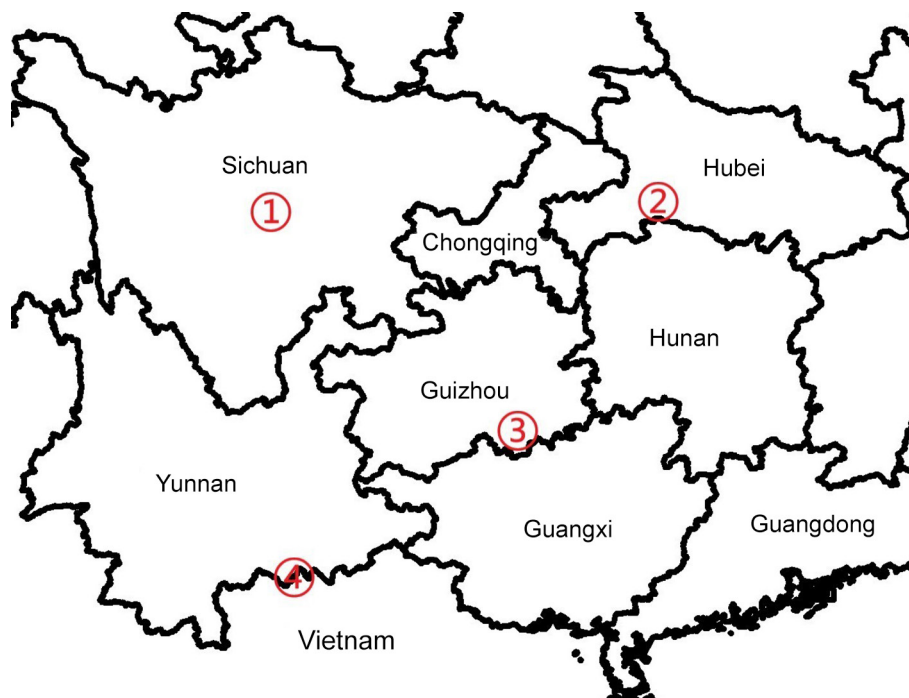 Sichuan
①
Hubei
②
Chongqing
Hunan
Guizhou
③
Yunnan
Guangxi
Guangdong
④
Vietnam